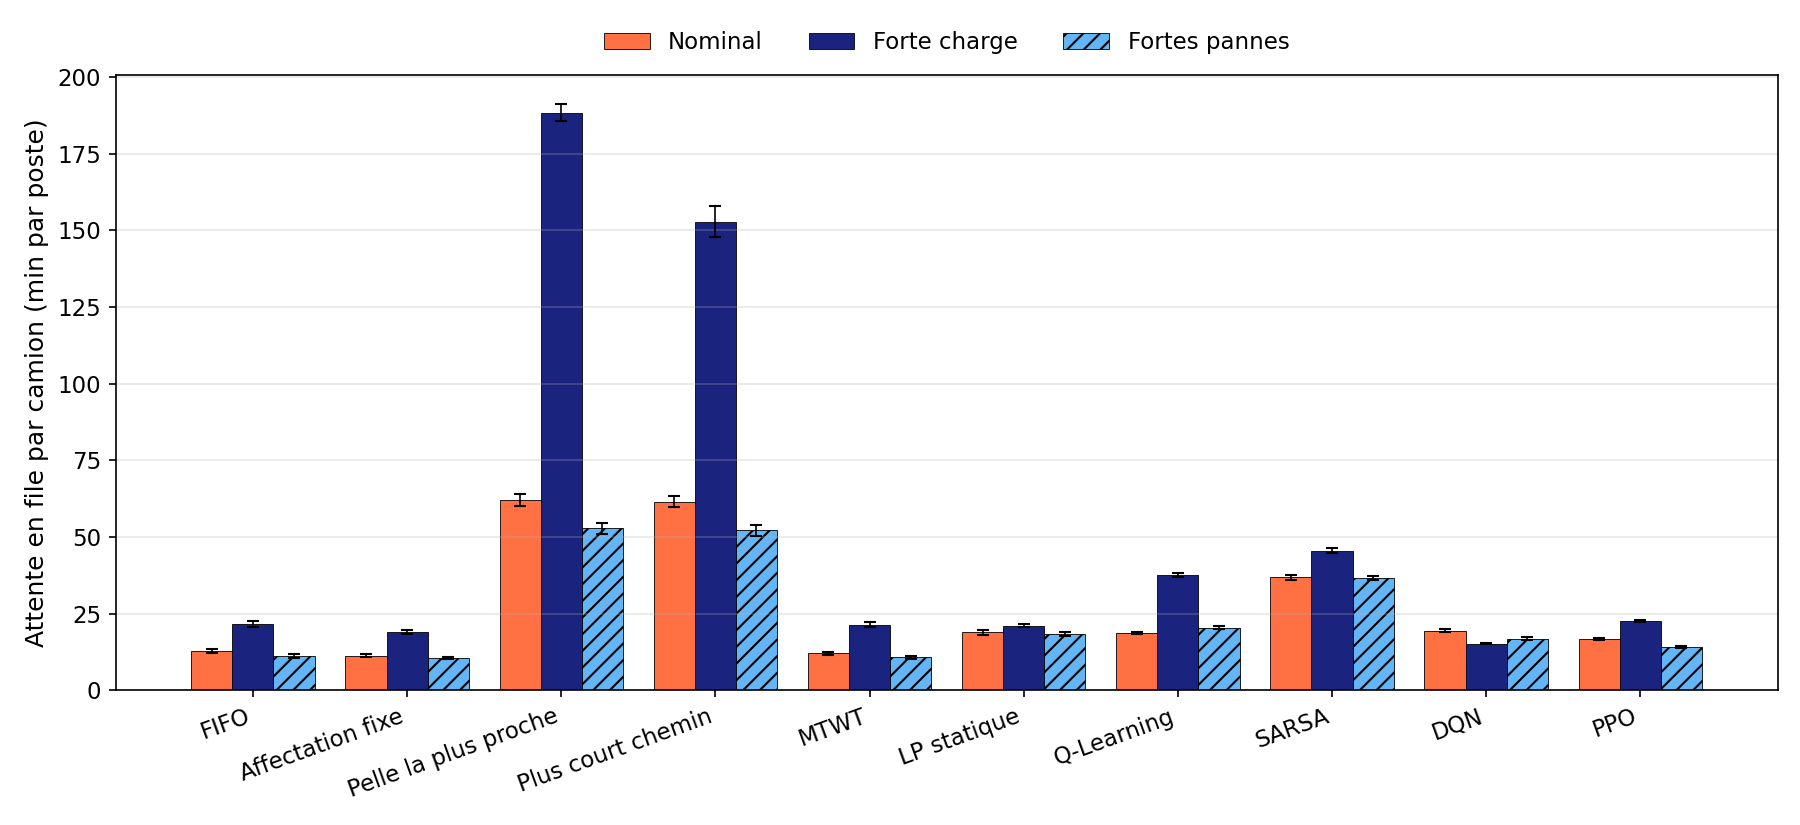 Nominal
Forte charge
Fortes pannes
Attente en file par camion (min par poste)
200
175
150
125
100
75
50
25
0
FIFO
Affectation fixe
Pelle la plus proche
Plus court chemin
MTWT
LP statique
Q-Learning
SARSA
DQN
PPO